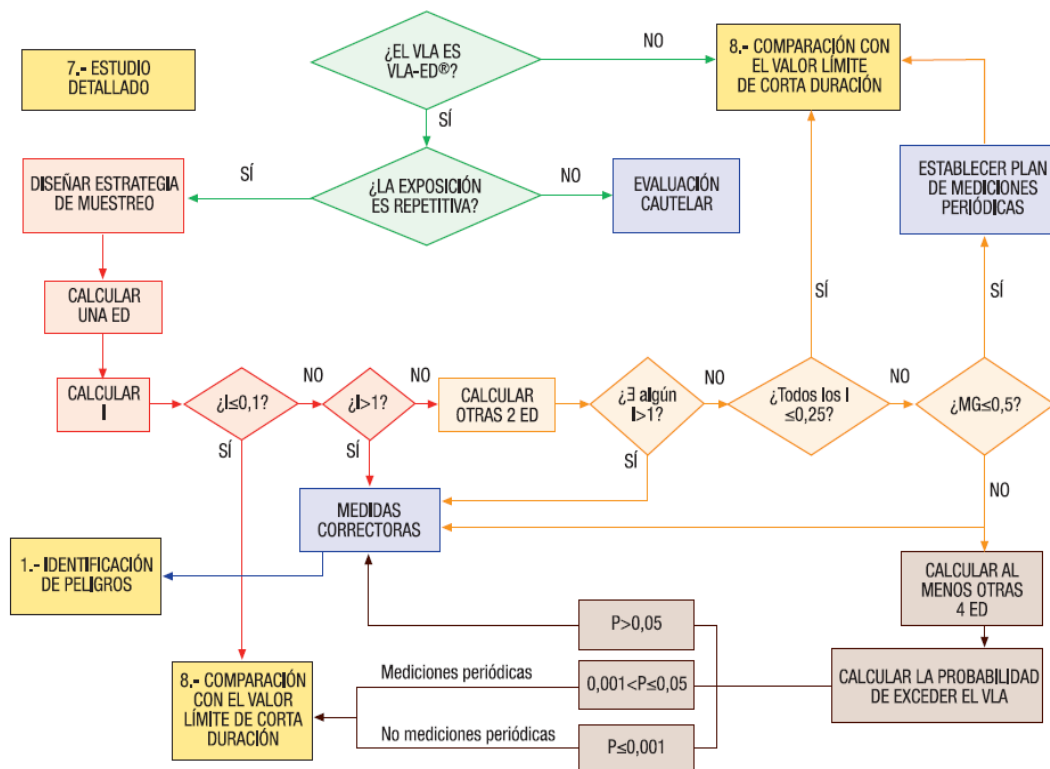 7.- ESTUDIO
DETALLADO
¿EL VLA ES
VLA-ED®?
NO
8.- COMPARACIÓN CON
EL VALOR LÍMITE
DE CORTA DURACIÓN
SÍ
DISEÑAR ESTRATEGIA
DE MUESTREO
SÍ
¿LA EXPOSICIÓN
ES REPETITIVA?
NO
EVALUACIÓN
CAUTELAR
ESTABLECER PLAN
DE MEDICIONES
PERIÓDICAS
CALCULAR
UNA ED
SÍ
SÍ
CALCULAR
I
¿I≤0,1?
NO
¿I>1?
NO
CALCULAR
OTRAS 2 ED
¿∃ algún
I>1?
NO
¿Todos los I
≤0,25?
NO
¿MG≤0,5?
SÍ
SÍ
SÍ
NO
MEDIDAS
CORRECTORAS
1.- IDENTIFICACIÓN
DE PELIGROS
CALCULAR AL
MENOS OTRAS
4 ED
P>0,05
8.- COMPARACIÓN
CON EL VALOR
LÍMITE DE CORTA
DURACIÓN
Mediciones periódicas
0,001<P≤0,05
CALCULAR LA PROBABILIDAD
DE EXCEDER EL VLA
No mediciones periódicas
P≤0,001